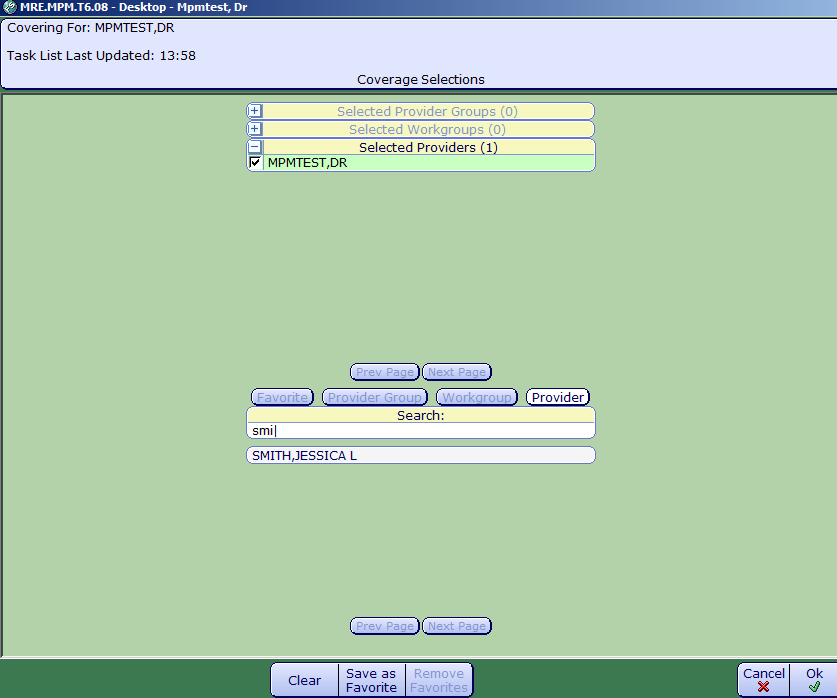 MRE.MPM.T6.08 - Desktop - Mpmtest, Dr
Covering For: MPMTEST,DR
Task List Last Updated: 13:58
Coverage Selections
Selected Provider Groups (0)
Selected Workgroups (0)
Selected Providers (1)
MPMTEST,DR
Prev Page Next Page
Favorite Provider Group Workgroup Provider
Search:
smi
SMITH,JESSICA L
Prev Page Next Page
Clear Save as Favorite Remove Favorites Cancel Ok